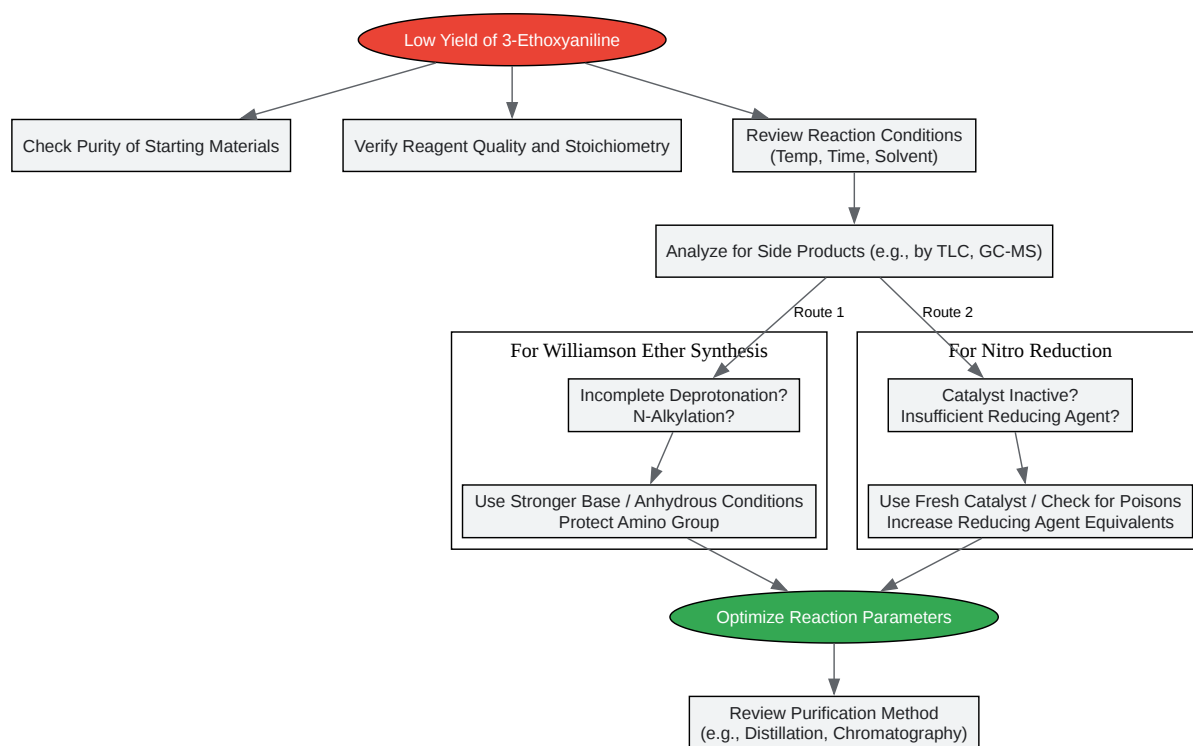 Low Yield of 3-Ethoxyaniline
Check Purity of Starting Materials
Verify Reagent Quality and Stoichiometry
Review Reaction Conditions
(Temp, Time, Solvent)
Analyze for Side Products (e.g., by TLC, GC-MS)
Route 1
Route 2
For Williamson Ether Synthesis
Incomplete Deprotonation?
N-Alkylation?
Use Stronger Base / Anhydrous Conditions
Protect Amino Group
For Nitro Reduction
Catalyst Inactive?
Insufficient Reducing Agent?
Use Fresh Catalyst / Check for Poisons
Increase Reducing Agent Equivalents
Optimize Reaction Parameters
Review Purification Method
(e.g., Distillation, Chromatography)